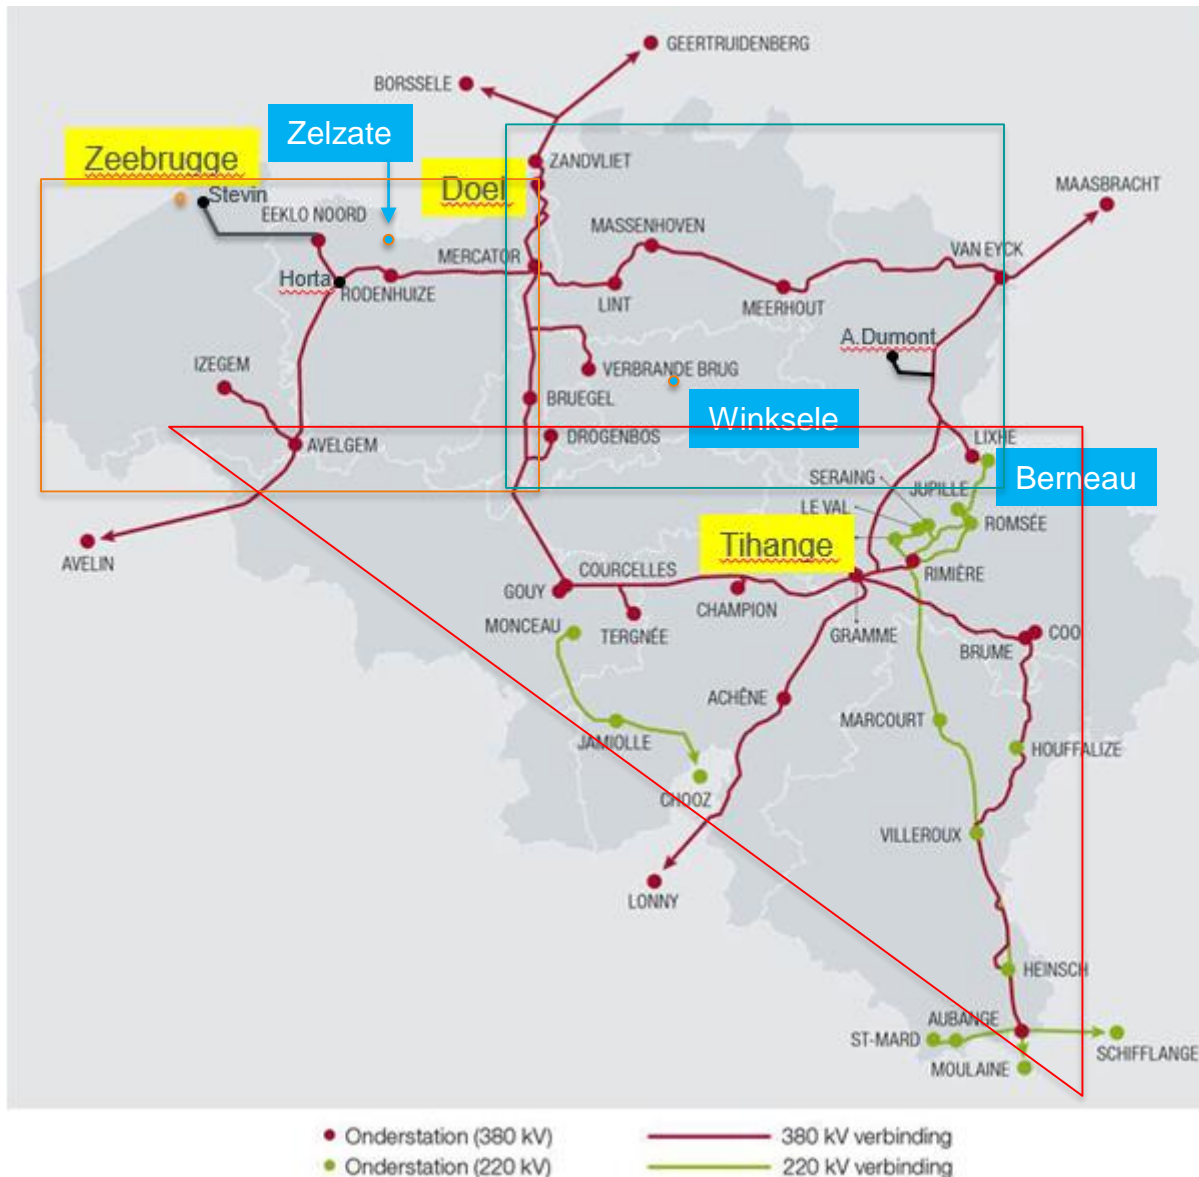 GEERTRUIDENBERG
BORSSELE
Zelzate
Zeebrugge
ZANDVLIET
Doel
MAASBRACHT
Stevin
EEKLO NOORD
MASSENHOVEN
MERCATOR
VAN EYCK
Horta
RODENHUIZE
LINT
MEERHOUT
A.Dumont
IZEGEM
VERBRANDE BRUG
BRUEGEL
Winksele
DROGENBOS
LIXHE
AVELGEM
SERAING
Berneau
JUPILLE
LE VAL
ROMSÉE
Tihange
AVELIN
COURCELLES
RIMIÈRE
GOUY
CHAMPION
MONCEAU
TERGNÉE
GRAMME
COO
BRUME
ACHÊNE
MARCOURT
JAMIOLLE
HOUFFALIZE
CHOOZ
VILLEROUX
LONNY
HEINSCH
AUBANGE
ST-MARD
SCHIFFLANGE
MOULAINE
Onderstation (380 kV) 380 kV verbinding
Onderstation (220 kV) 220 kV verbinding